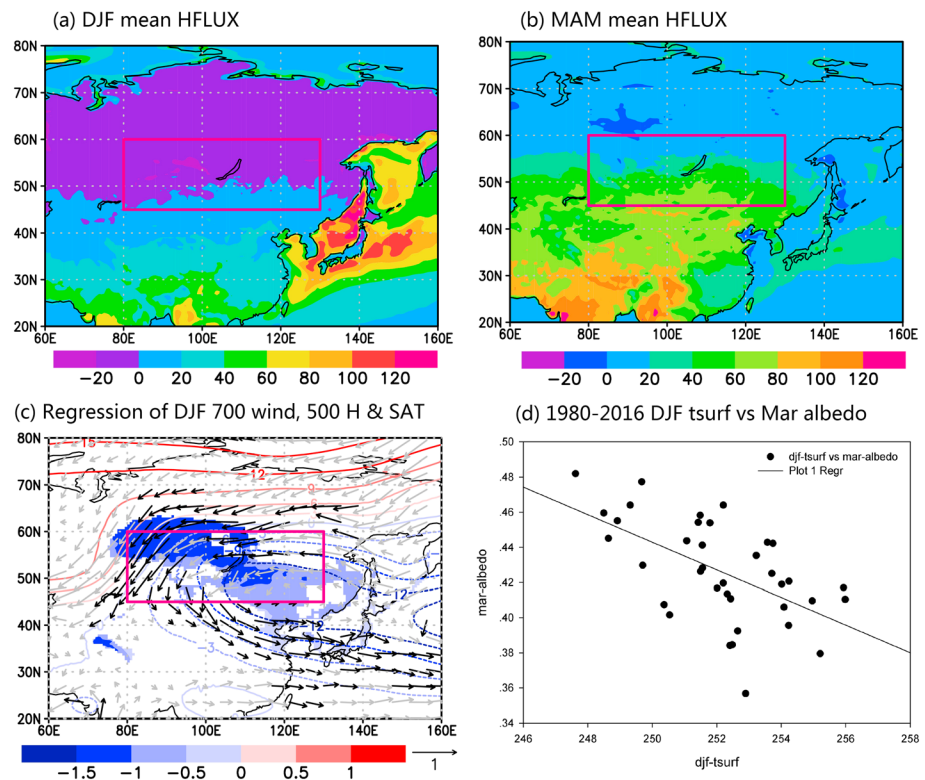 (a) DJF mean HFLUX
(b) MAM mean HFLUX
80N
70N
60N
50N
40N
30N
20N
60E 80E 100E 120E 140E 160E
−20 0 20 40 60 80 100 120
80N
70N
60N
50N
40N
30N
20N
60E 80E 100E 120E 140E 160E
−20 0 20 40 60 80 100 120
(c) Regression of DJF 700 wind, 500 H & SAT
(d) 1980-2016 DJF tsurf vs Mar albedo
80N
70N
60N
50N
40N
30N
20N
15
12
9
−12
−12
−3
60E 80E 100E 120E 140E 160E
−1.5 −1 −0.5 0 0.5 1
1
.50
.48
.46
.44
.42
.40
.38
.36
.34
mar-albedo
djf-tsurf vs mar-albedo
Plot 1 Regr
246 248 250 252 254 256 258
djf-tsurf